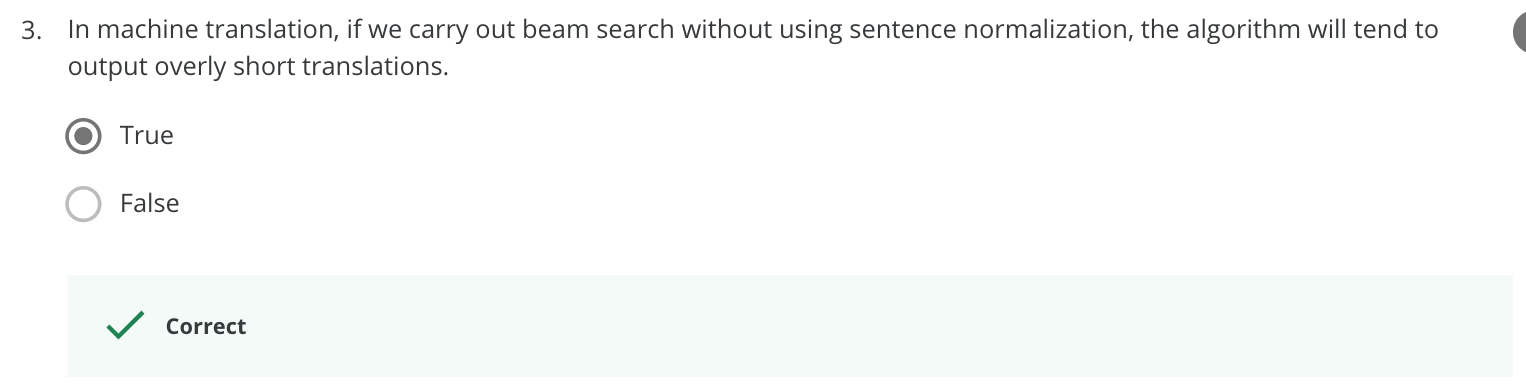 3. In machine translation, if we carry out beam search without using sentence normalization, the algorithm will tend to
output overly short translations.
True
False
Correct